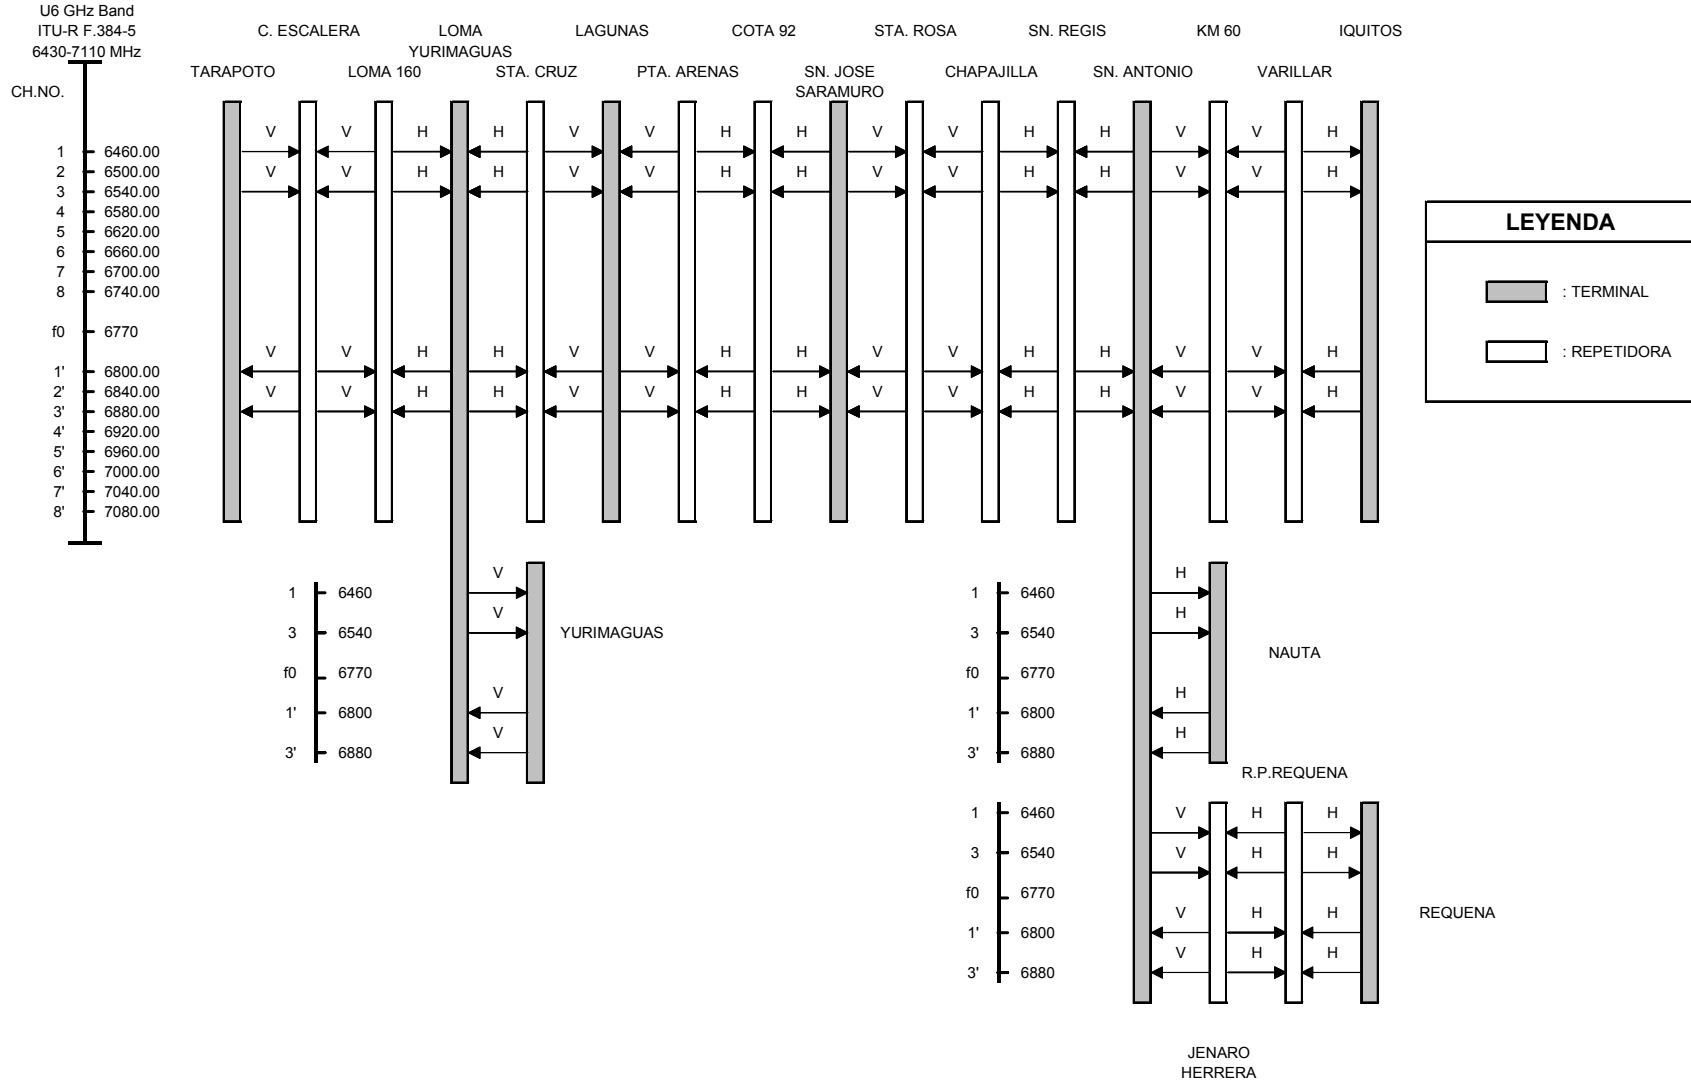 U6 GHz Band
ITU-R F.384-5
6430-7110 MHz
C. ESCALERA LOMA YURIMAGUAS LAGUNAS COTA 92 STA. ROSA SN. REGIS KM 60 IQUITOS
TARAPOTO LOMA 160 STA. CRUZ PTA. ARENAS SN. JOSE SARAMURO CHAPAJILLA SN. ANTONIO VARILLAR
CH.NO.
V V H H V V H H V V H H V V H
1 6460.00
V V H H V V H H V V H H V V H
2 6500.00
3 6540.00
4 6580.00
5 6620.00
6 6660.00
7 6700.00
8 6740.00
f0 6770
V V H H V V H H V V H H V V H
1' 6800.00
V V H H V V H H V V H H V V H
2' 6840.00
3' 6880.00
4' 6920.00
5' 6960.00
6' 7000.00
7' 7040.00
8' 7080.00
LEYENDA
: TERMINAL
: REPETIDORA
V
1 6460
V
3 6540
YURIMAGUAS
f0 6770
V
1' 6800
V
3' 6880
H
1 6460
H
3 6540
NAUTA
f0 6770
H
1' 6800
H
3' 6880
R.P.REQUENA
1 6460 V H H
3 6540 V H H
f0 6770
V H H
REQUENA
1' 6800
V H H
3' 6880
JENARO
HERRERA